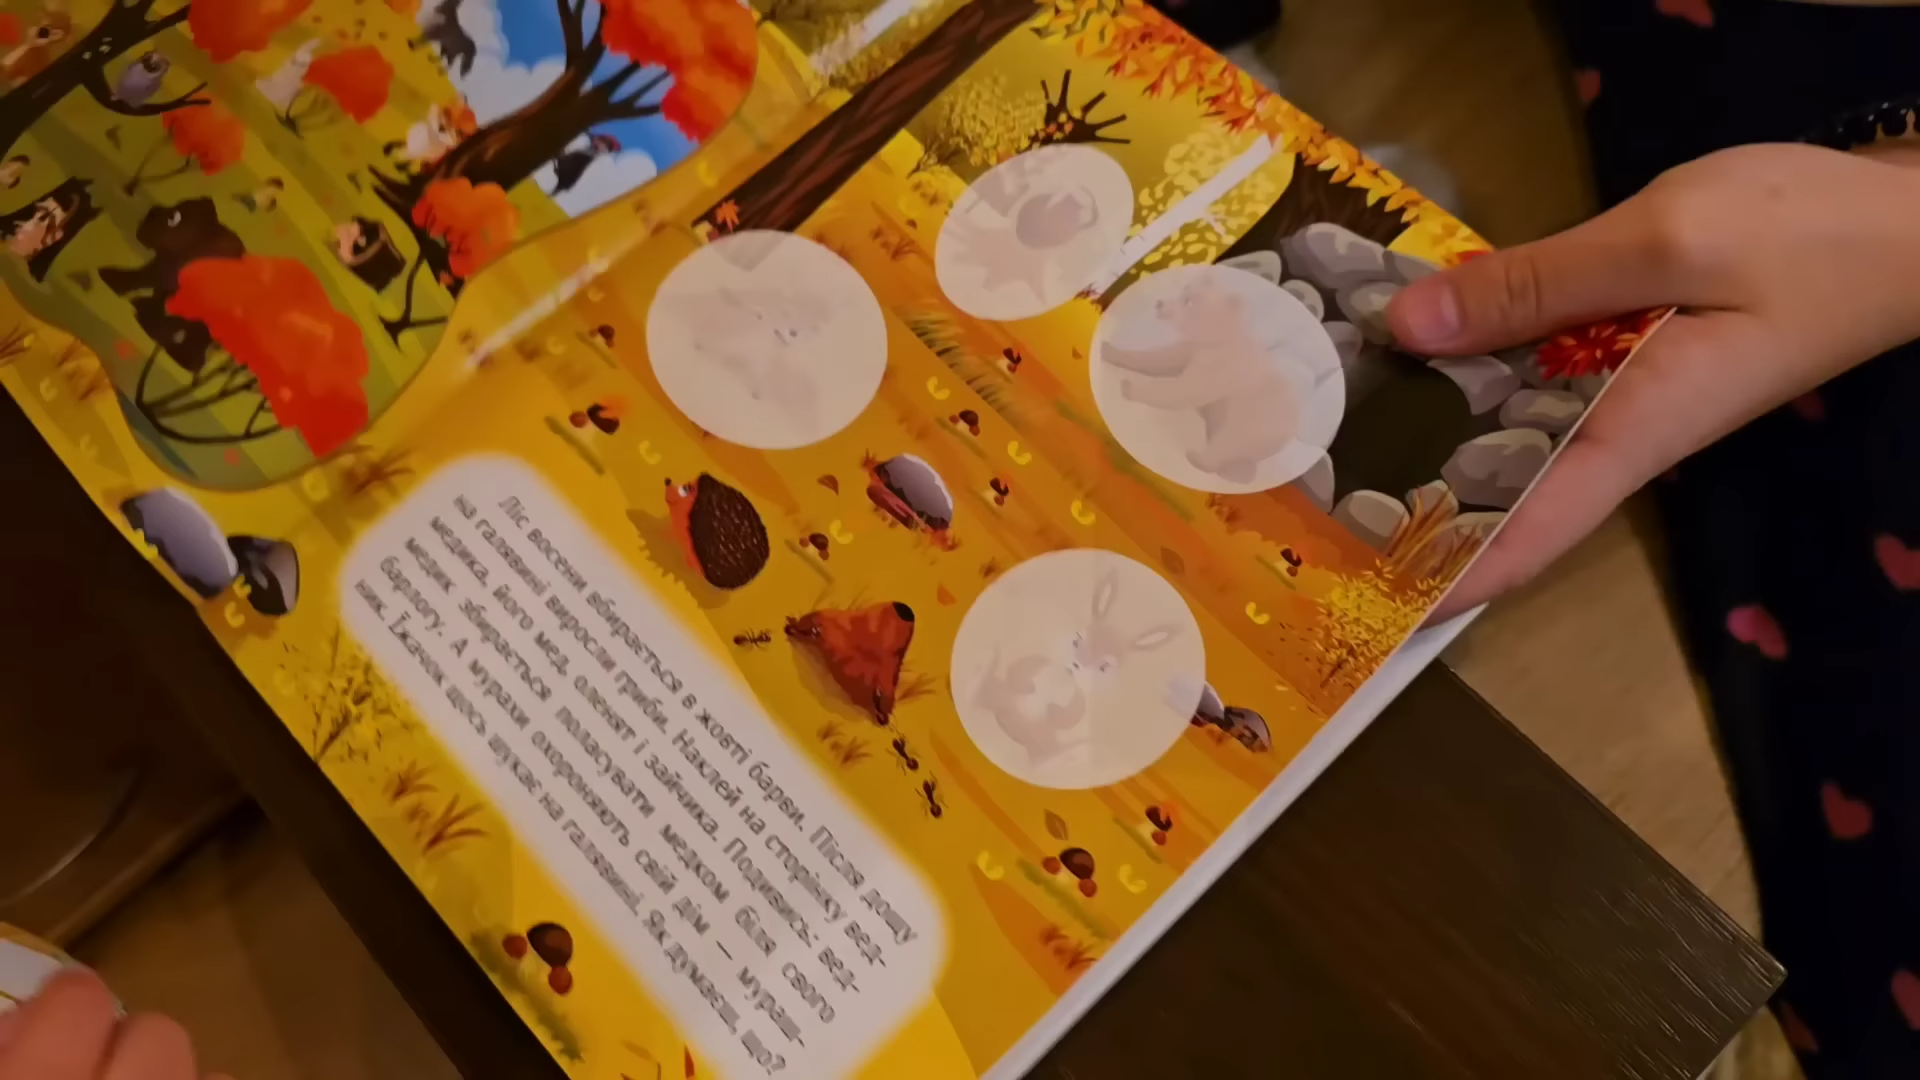 Ліс восени вбирається в жовті барви. Після дощу
на галявині виросли гриби. Наклей на сторінку вед-
медика, його мед, оленят і зайчика. Подивись: вед-
медик збирається поласувати медком біля свого
барлогу. А мурахи охороняють свій дім — мураш-
ник. Їжачок щось шукає на галявині. Як думаєш, що?